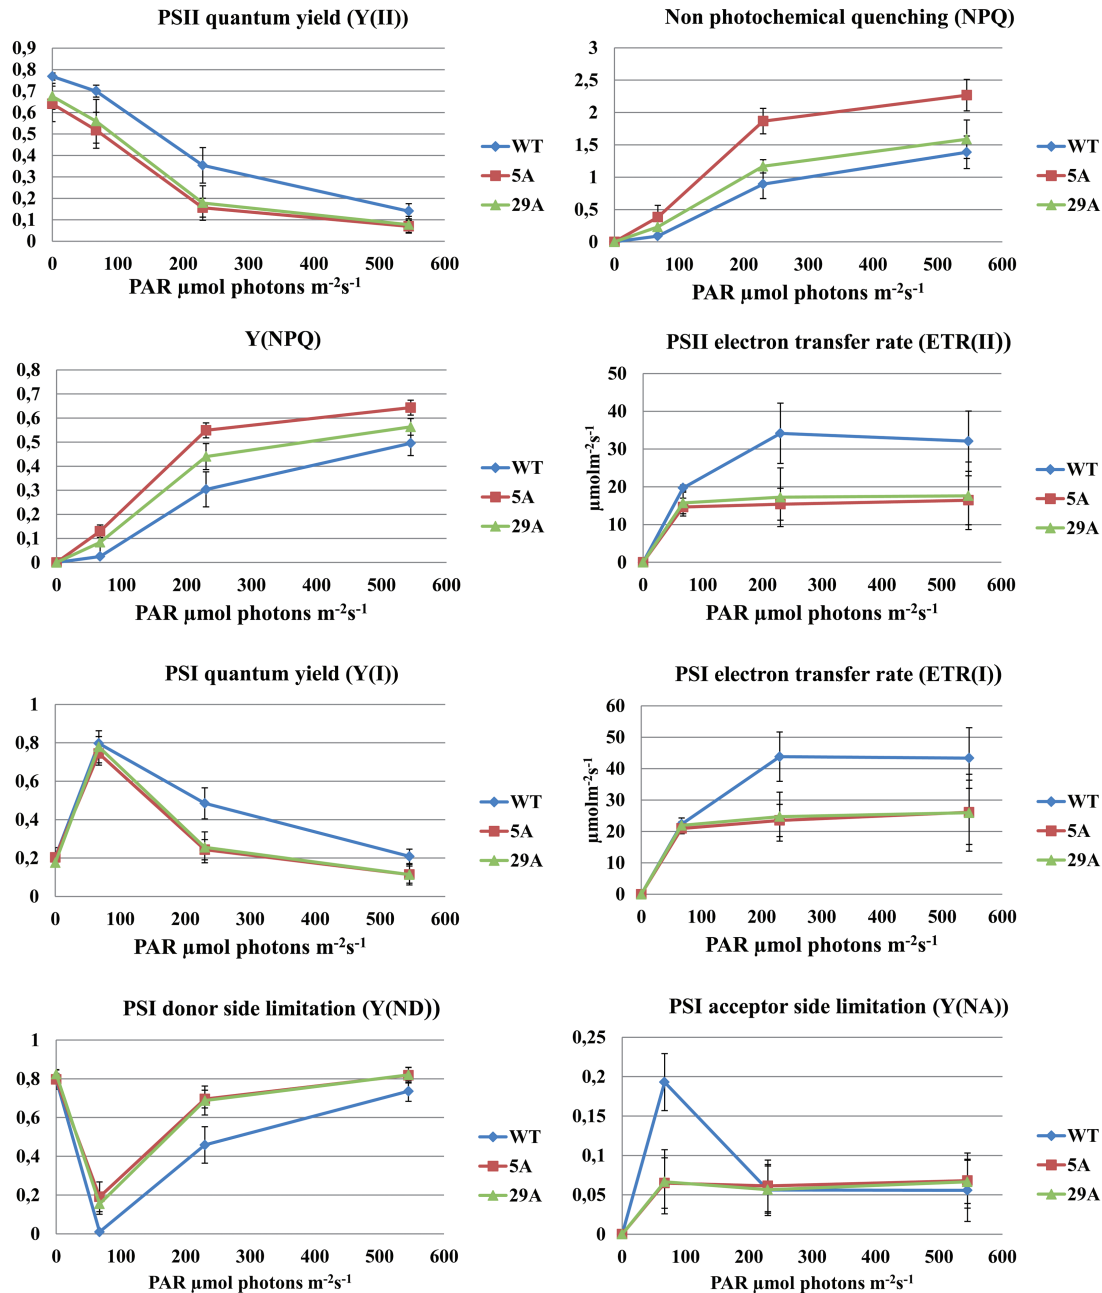 PSII quantum yield (Y(II))
0,9
0,8
0,7
0,6
0,5
0,4
0,3
0,2
0,1
0
0 100 200 300 400 500 600
PAR µmol photons m-2s-1
WT
5A
29A
Non photochemical quenching (NPQ)
3
2,5
2
1,5
1
0,5
0
0 100 200 300 400 500 600
PAR µmol photons m-2s-1
WT
5A
29A
Y(NPQ)
0,8
0,7
0,6
0,5
0,4
0,3
0,2
0,1
0
0 100 200 300 400 500 600
PAR µmol photons m-2s-1
WT
5A
29A
PSII electron transfer rate (ETR(II))
µmolm-2s-1
50
40
30
20
10
0
0 100 200 300 400 500 600
PAR µmol photons m-2s-1
WT
5A
29A
PSI quantum yield (Y(I))
1
0,8
0,6
0,4
0,2
0
0 100 200 300 400 500 600
PAR µmol photons m-2s-1
WT
5A
29A
PSI electron transfer rate (ETR(I))
µmolm-2s-1
60
50
40
30
20
10
0
0 100 200 300 400 500 600
PAR µmol photons m-2s-1
WT
5A
29A
PSI donor side limitation (Y(ND))
1
0,8
0,6
0,4
0,2
0
0 100 200 300 400 500 600
PAR µmol photons m-2s-1
WT
5A
29A
PSI acceptor side limitation (Y(NA))
0,25
0,2
0,15
0,1
0,05
0
0 100 200 300 400 500 600
PAR µmol photons m-2s-1
WT
5A
29A